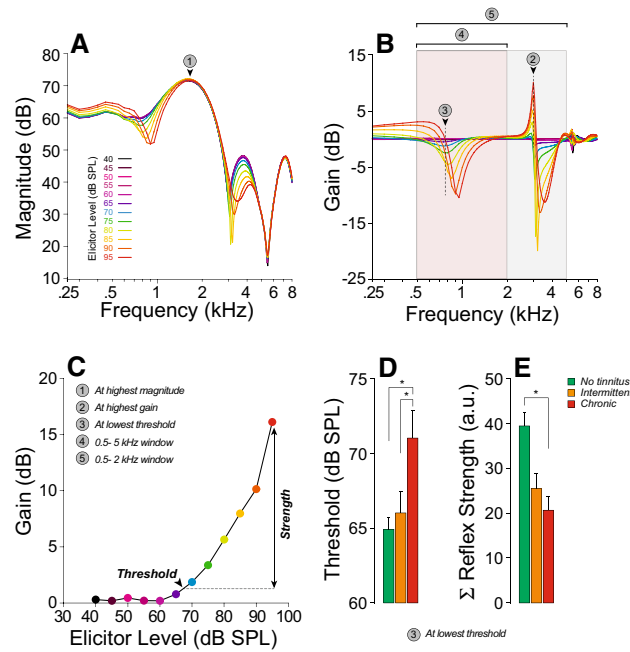 A
Magnitude (dB)
80
70
60
50
40
30
20
10
1
Elicitor Level (dB SPL)
40
45
50
55
60
65
70
75
80
85
90
95
.25 .5 1 2 4 8
Frequency (kHz)
B
5
4
2
3
Gain (dB)
15
5
-5
-15
-25
.25 .5 1 2 4 8
Frequency (kHz)
C
1 At highest magnitude
2 At highest gain
3 At lowest threshold
4 0.5- 5 kHz window
5 0.5- 2 kHz window
Gain (dB)
20
15
10
5
0
Threshold
Strength
30 40 50 60 70 80 90 100
Elicitor Level (dB SPL)
D
Threshold (dB SPL)
75
70
65
60
*
*
E
Σ Reflex Strength (a.u.)
50
40
30
20
10
0
*
No tinnitus
Intermitten
Chronic
3 At lowest threshold